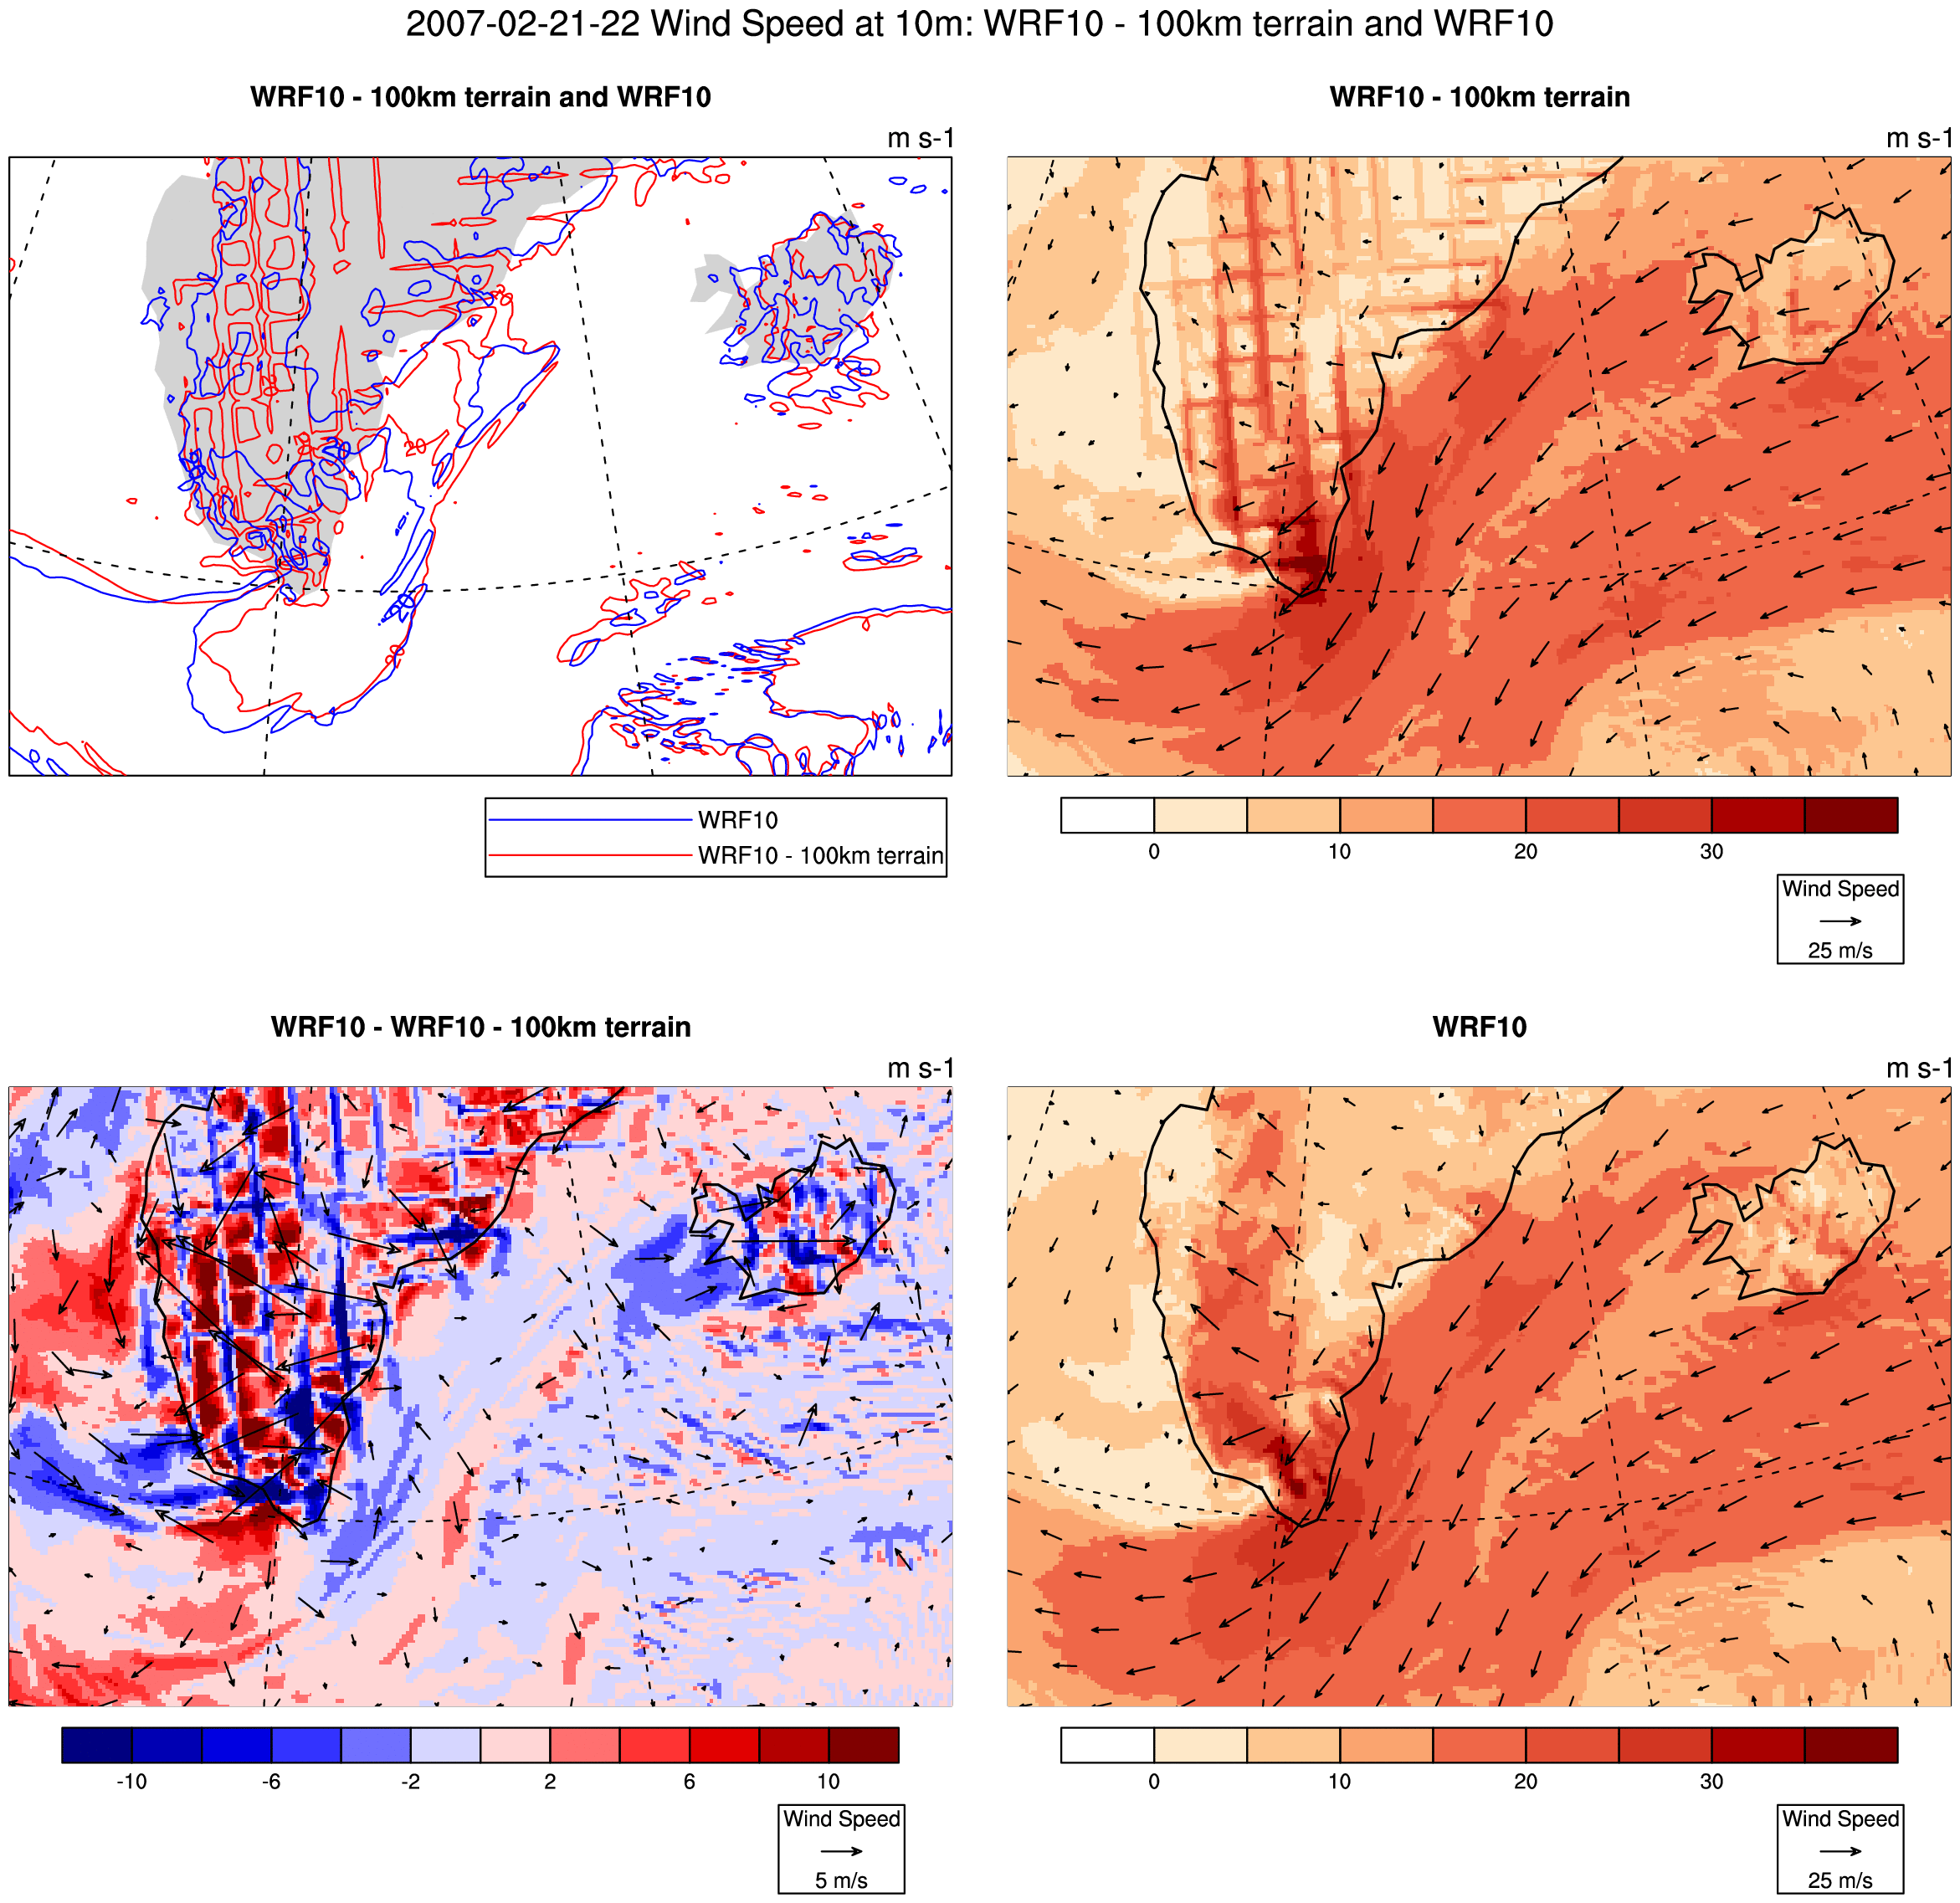 2007-02-21-22 Wind Speed at 10m: WRF10 - 100km terrain and WRF10
WRF10 - 100km terrain and WRF10
m s-1
20
20
20
20
WRF10
WRF10 - 100km terrain
WRF10 - 100km terrain
m s-1
0 10 20 30
Wind Speed
25 m/s
WRF10 - WRF10 - 100km terrain
m s-1
-10 -6 -2 2 6 10
Wind Speed
5 m/s
WRF10
m s-1
0 10 20 30
Wind Speed
25 m/s